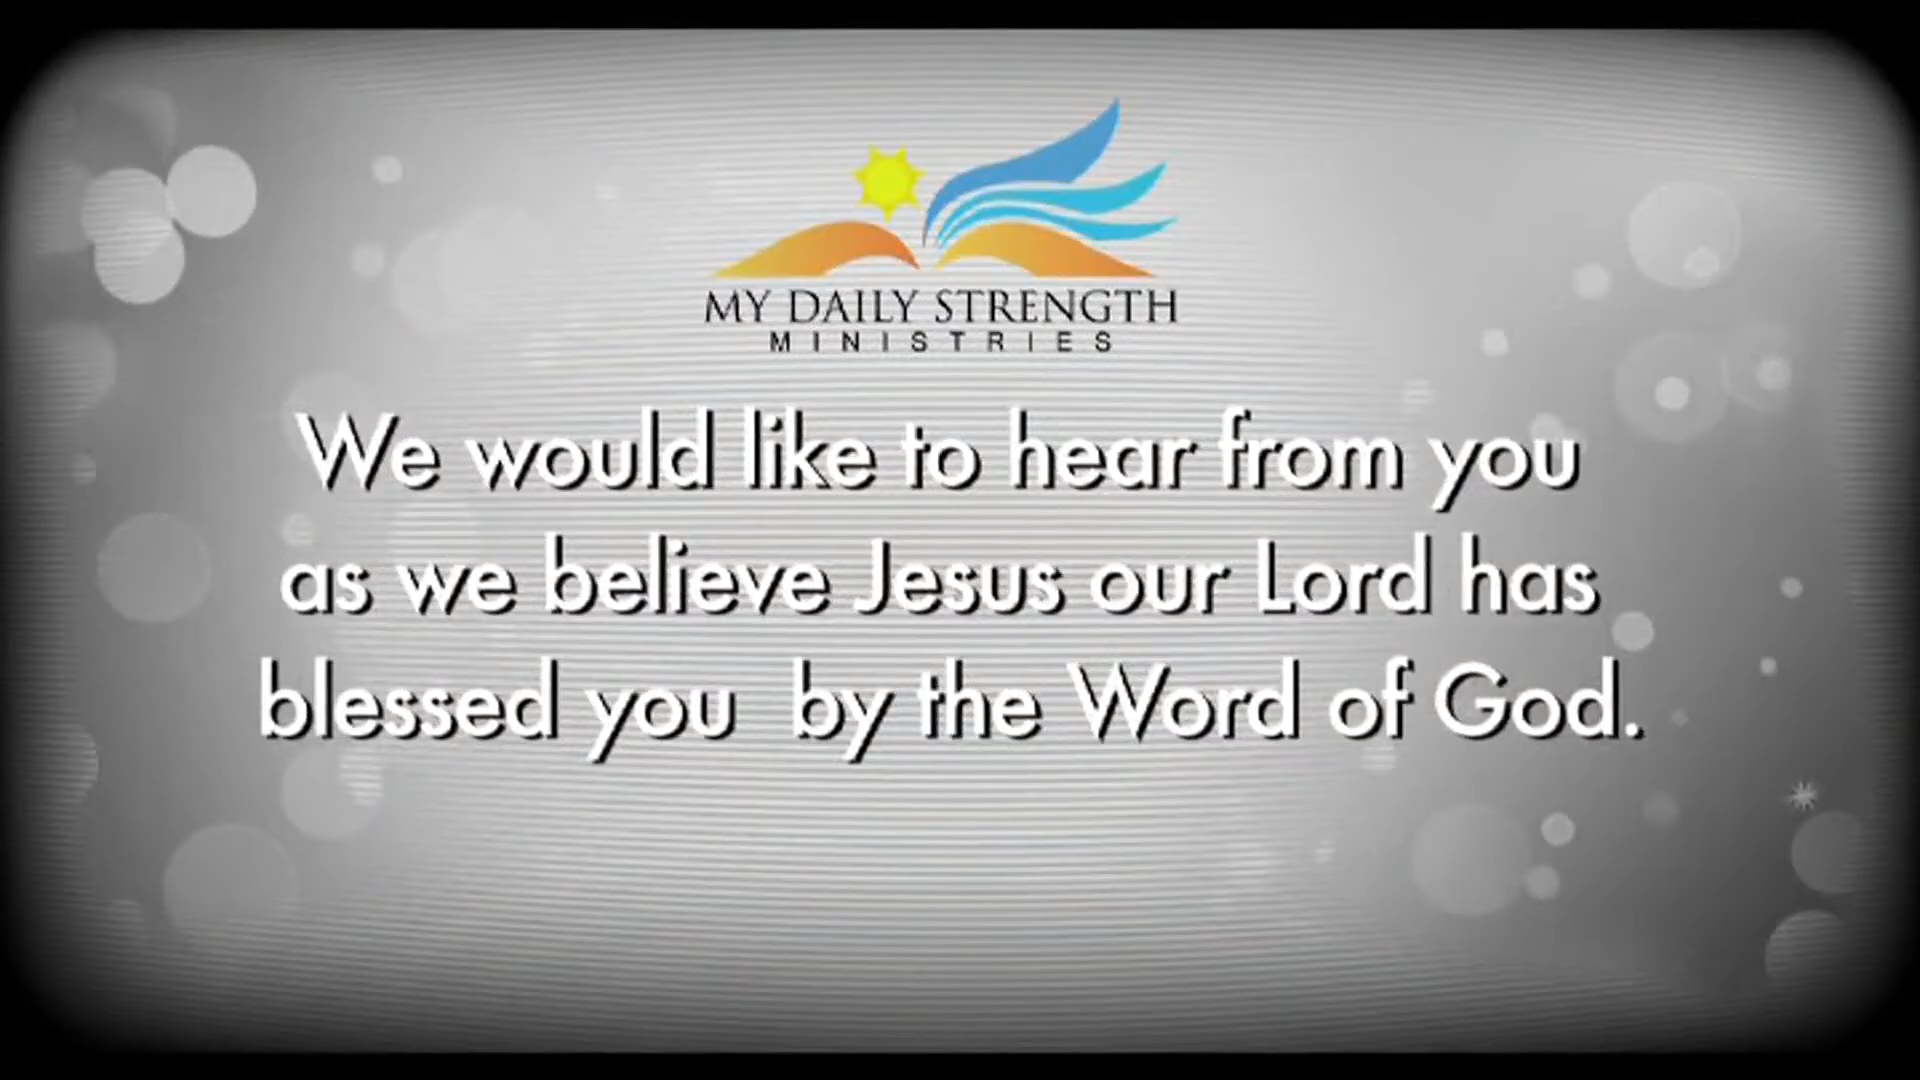 MY DAILY STRENGTH
MINISTRIES
We would like to hear from you
as we believe Jesus our Lord has
blessed you  by the Word of God.